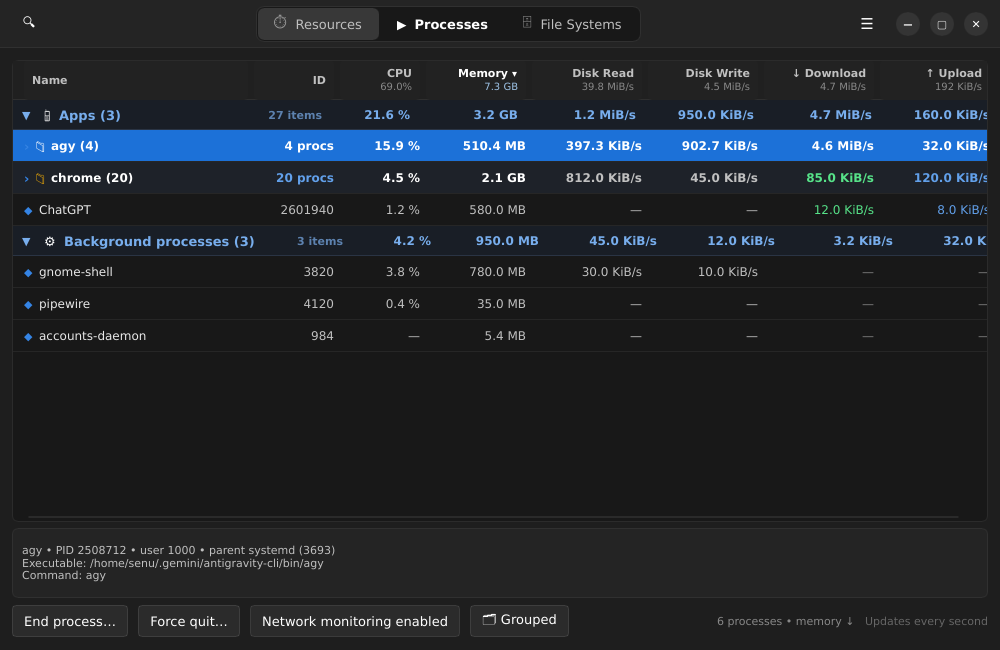 Resources Processes File Systems
Name ID CPU Memory ▾ Disk Read Disk Write ↓ Download ↑ Upload
69.0% 7.3 GB 39.8 MiB/s 4.5 MiB/s 4.7 MiB/s 192 KiB/s
▼ Apps (3) 27 items 21.6 % 3.2 GB 1.2 MiB/s 950.0 KiB/s 4.7 MiB/s 160.0 KiB/s
› agy (4) 4 procs 15.9 % 510.4 MB 397.3 KiB/s 902.7 KiB/s 4.6 MiB/s 32.0 KiB/s
› chrome (20) 20 procs 4.5 % 2.1 GB 812.0 KiB/s 45.0 KiB/s 85.0 KiB/s 120.0 KiB/s
◆ ChatGPT 2601940 1.2 % 580.0 MB — — 12.0 KiB/s 8.0 KiB/s
▼ Background processes (3) 3 items 4.2 % 950.0 MB 45.0 KiB/s 12.0 KiB/s 3.2 KiB/s 32.0 K
◆ gnome-shell 3820 3.8 % 780.0 MB 30.0 KiB/s 10.0 KiB/s — —
◆ pipewire 4120 0.4 % 35.0 MB — — — —
◆ accounts-daemon 984 — 5.4 MB — — — —
agy • PID 2508712 • user 1000 • parent systemd (3693)
Executable: /home/senu/.gemini/antigravity-cli/bin/agy
Command: agy
End process… Force quit… Network monitoring enabled Grouped 6 processes • memory ↓ Updates every second